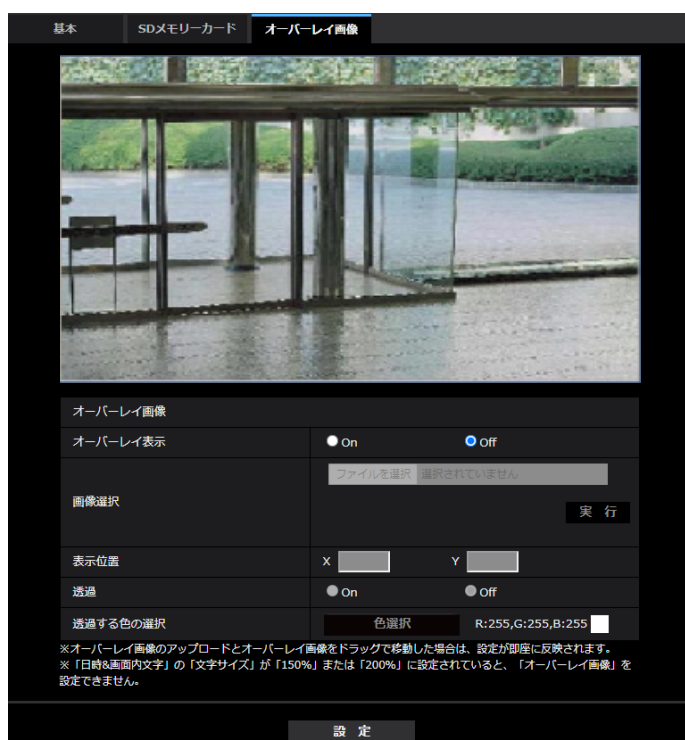 基本 SDメモリーカード オーバーレイ画像
オーバーレイ画像
オーバーレイ表示 On Off
ファイルを選択 選択されていません
画像選択
実 行
表示位置 X Y
透過 On Off
透過する色の選択 色選択 R:255,G:255,B:255
※オーバーレイ画像のアップロードとオーバーレイ画像をドラッグで移動した場合は、設定が即座に反映されます。
※「日時&画面内文字」の「文字サイズ」が「150%」または「200%」に設定されていると、「オーバーレイ画像」を
設定できません。
設 定